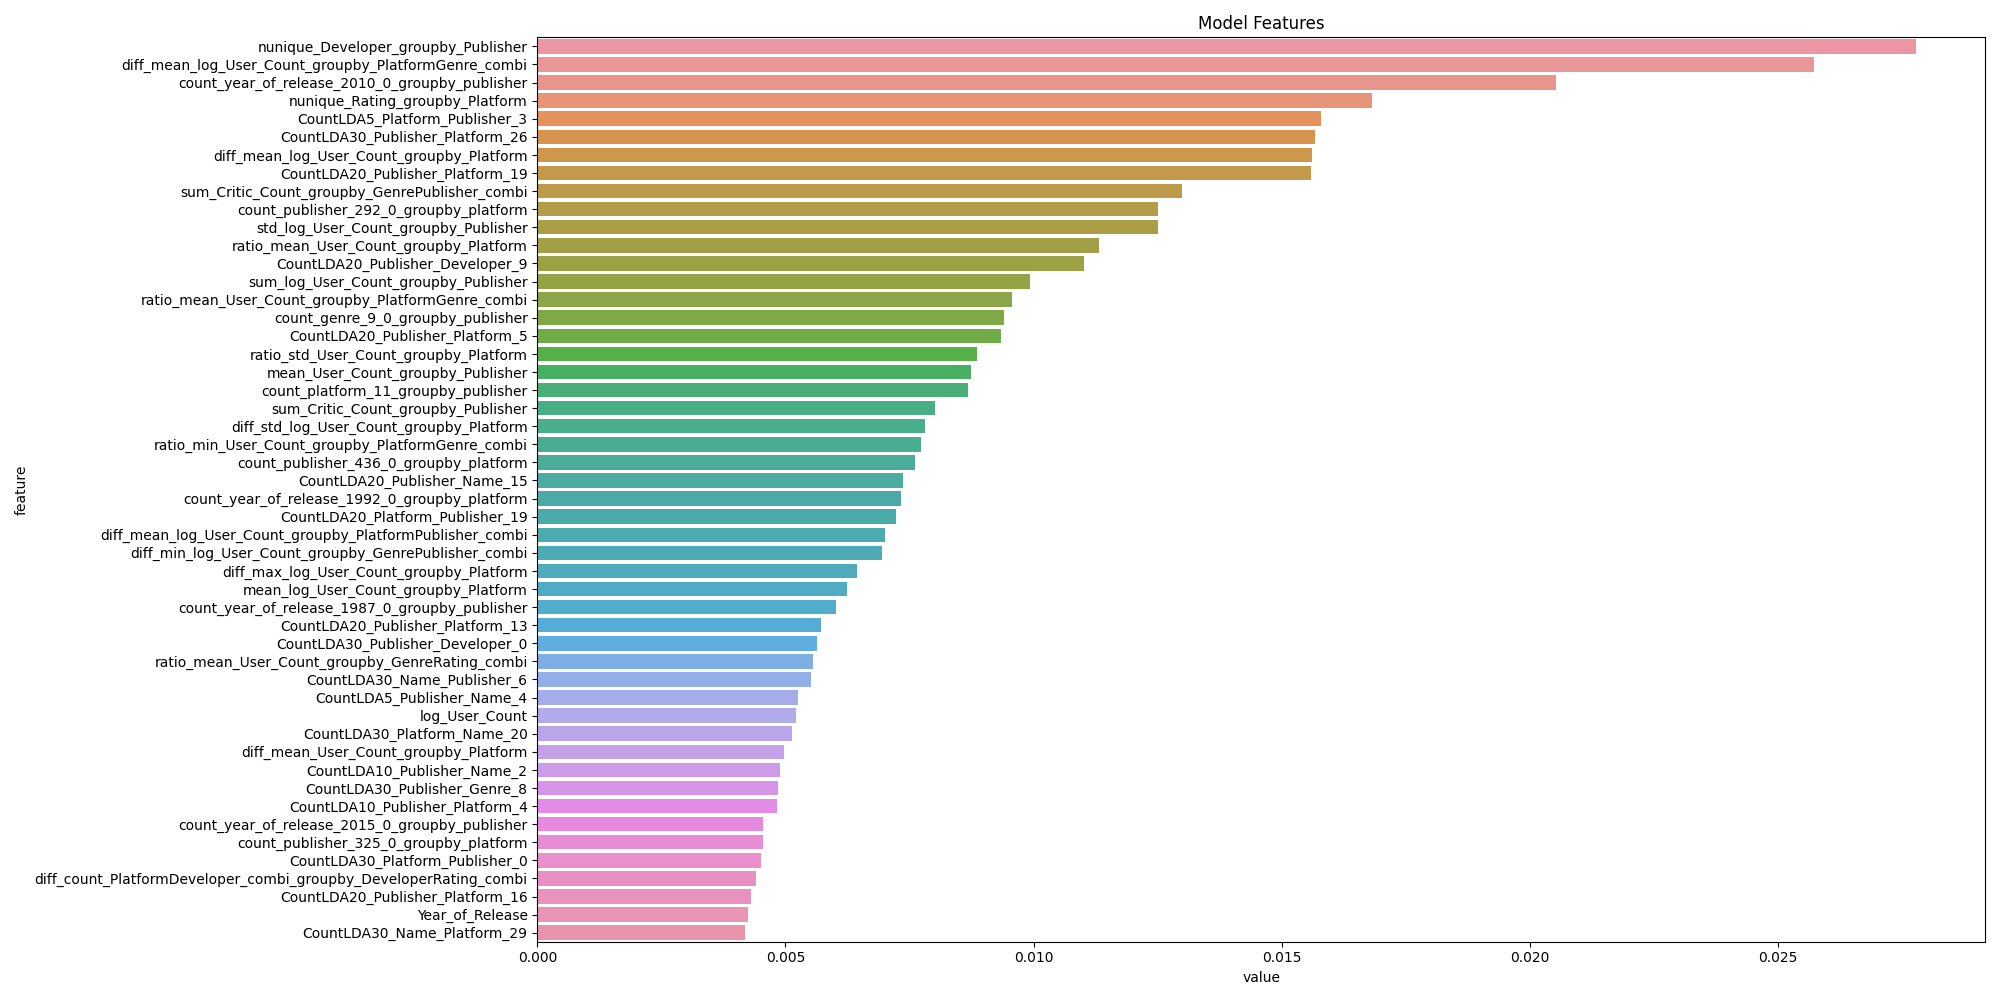 Model Features
nunique_Developer_groupby_Publisher
diff_mean_log_User_Count_groupby_PlatformGenre_combi
count_year_of_release_2010_0_groupby_publisher
nunique_Rating_groupby_Platform
CountLDA5_Platform_Publisher_3
CountLDA30_Publisher_Platform_26
diff_mean_log_User_Count_groupby_Platform
CountLDA20_Publisher_Platform_19
sum_Critic_Count_groupby_GenrePublisher_combi
count_publisher_292_0_groupby_platform
std_log_User_Count_groupby_Publisher
ratio_mean_User_Count_groupby_Platform
CountLDA20_Publisher_Developer_9
sum_log_User_Count_groupby_Publisher
ratio_mean_User_Count_groupby_PlatformGenre_combi
count_genre_9_0_groupby_publisher
CountLDA20_Publisher_Platform_5
ratio_std_User_Count_groupby_Platform
mean_User_Count_groupby_Publisher
count_platform_11_groupby_publisher
sum_Critic_Count_groupby_Publisher
diff_std_log_User_Count_groupby_Platform
ratio_min_User_Count_groupby_PlatformGenre_combi
count_publisher_436_0_groupby_platform
CountLDA20_Publisher_Name_15
count_year_of_release_1992_0_groupby_platform
CountLDA20_Platform_Publisher_19
diff_mean_log_User_Count_groupby_PlatformPublisher_combi
diff_min_log_User_Count_groupby_GenrePublisher_combi
diff_max_log_User_Count_groupby_Platform
mean_log_User_Count_groupby_Platform
count_year_of_release_1987_0_groupby_publisher
CountLDA20_Publisher_Platform_13
CountLDA30_Publisher_Developer_0
ratio_mean_User_Count_groupby_GenreRating_combi
CountLDA30_Name_Publisher_6
CountLDA5_Publisher_Name_4
log_User_Count
CountLDA30_Platform_Name_20
diff_mean_User_Count_groupby_Platform
CountLDA10_Publisher_Name_2
CountLDA30_Publisher_Genre_8
CountLDA10_Publisher_Platform_4
count_year_of_release_2015_0_groupby_publisher
count_publisher_325_0_groupby_platform
CountLDA30_Platform_Publisher_0
diff_count_PlatformDeveloper_combi_groupby_DeveloperRating_combi
CountLDA20_Publisher_Platform_16
Year_of_Release
CountLDA30_Name_Platform_29
feature
0.000 0.005 0.010 0.015 0.020 0.025
value